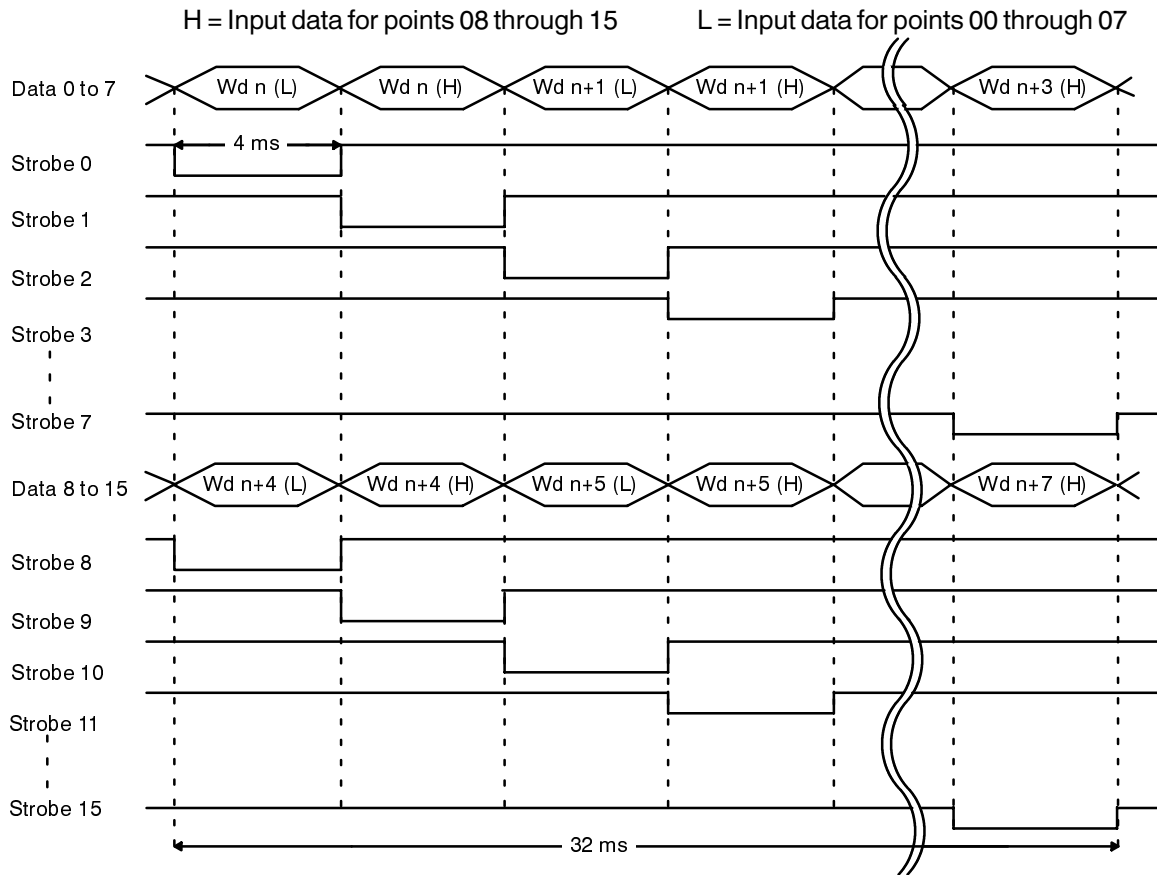 H = Input data for points 08 through 15 L = Input data for points 00 through 07
Data 0 to 7 Wd n (L) Wd n (H) Wd n+1 (L) Wd n+1 (H) Wd n+3 (H)
4 ms
Strobe 0
Strobe 1
Strobe 2
Strobe 3
Strobe 7
Data 8 to 15 Wd n+4 (L) Wd n+4 (H) Wd n+5 (L) Wd n+5 (H) Wd n+7 (H)
Strobe 8
Strobe 9
Strobe 10
Strobe 11
Strobe 15
32 ms